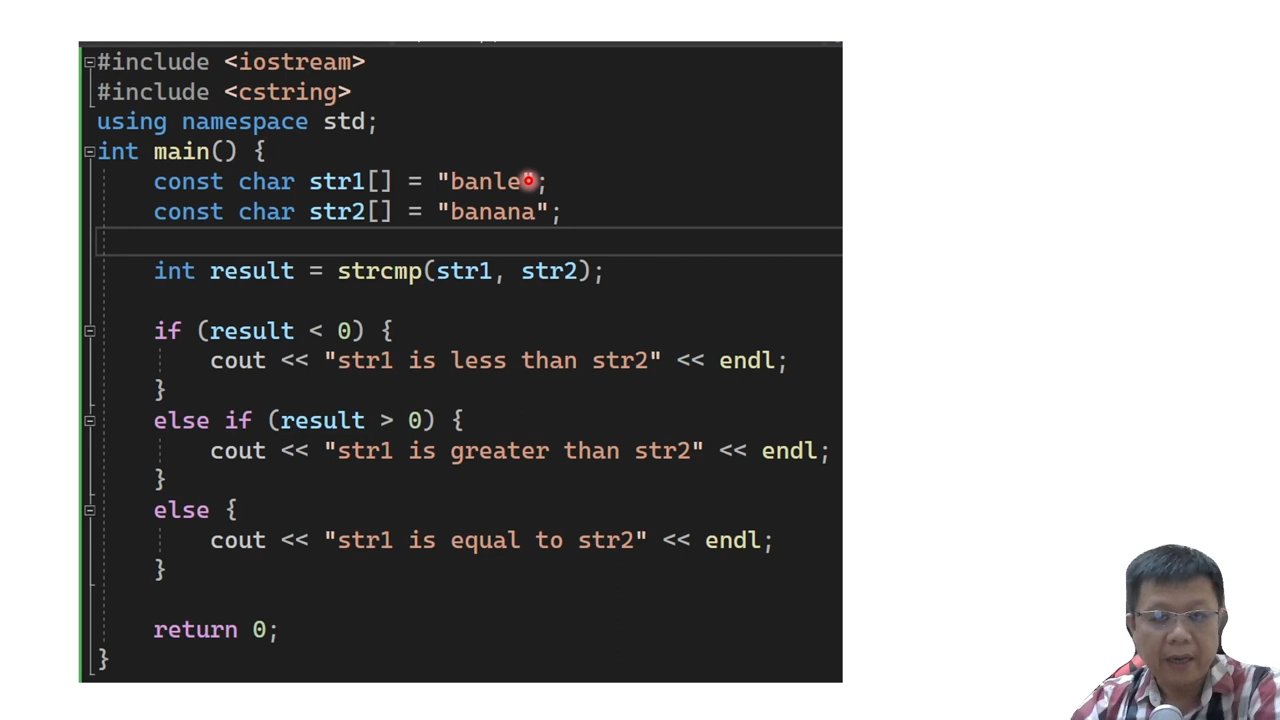 #include <iostream>
#include <cstring>
using namespace std;
int main() {
const char str1[] = "banle";
const char str2[] = "banana";
int result = strcmp(str1, str2);
if (result < 0) {
cout << "str1 is less than str2" << endl;
}
else if (result > 0) {
cout << "str1 is greater than str2" << endl;
}
else {
cout << "str1 is equal to str2" << endl;
}
return 0;
}